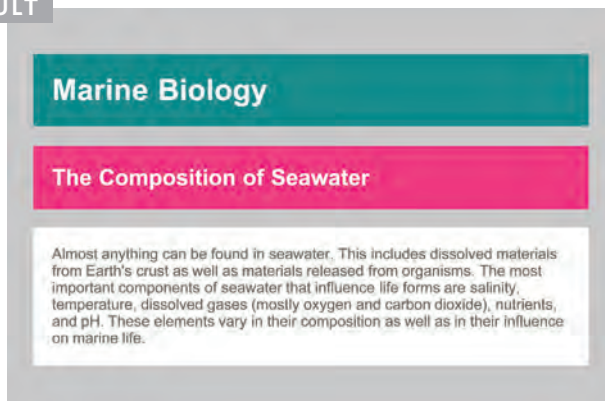 ULT
Marine Biology
The Composition of Seawater
Almost anything can be found in seawater. This includes dissolved materials
from Earth's crust as well as materials released from organisms. The most
important components of seawater that influence life forms are salinity,
temperature, dissolved gases (mostly oxygen and carbon dioxide), nutrients,
and pH. These elements vary in their composition as well as in their influence
on marine life.